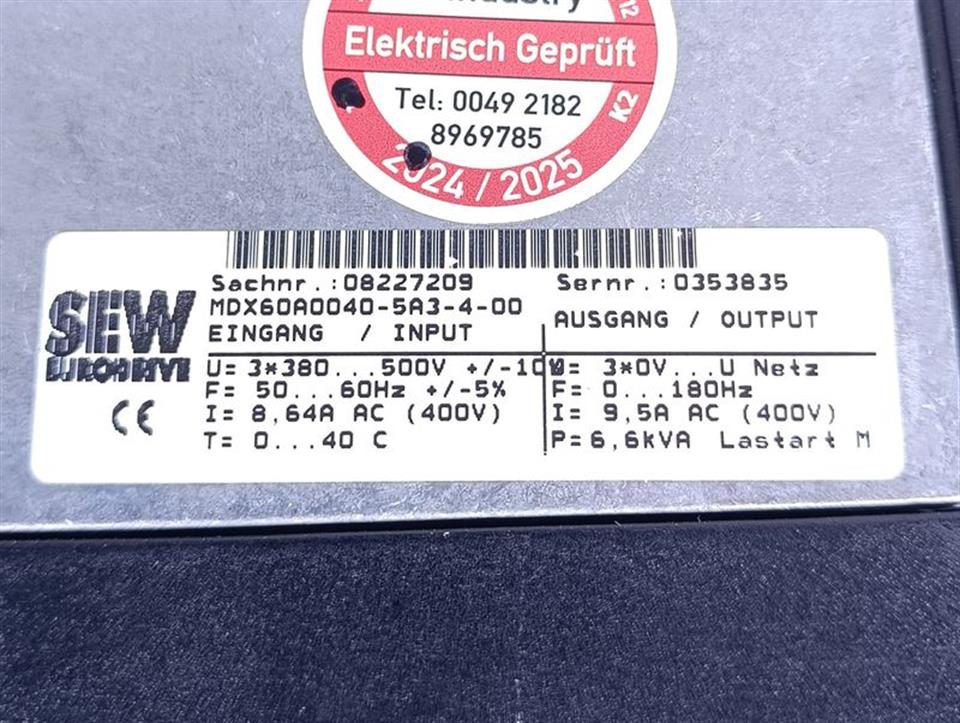 Elektrisch Geprüft
Tel: 0049 2182
8969785
K2
2024 / 2025
Sachnr.:08227209 Sernr.:0353835
MDX60A0040-5A3-4-00
EINGANG / INPUT AUSGANG / OUTPUT
SEW
EURODRIVE
CE
U= 3*380...500V +/-10% U= 3*0V...U Netz
F= 50...60Hz +/-5% F= 0...180Hz
I= 8,64A AC (400V) I= 9,5A AC (400V)
T= 0...40 C P=6,6kVA Lastart M